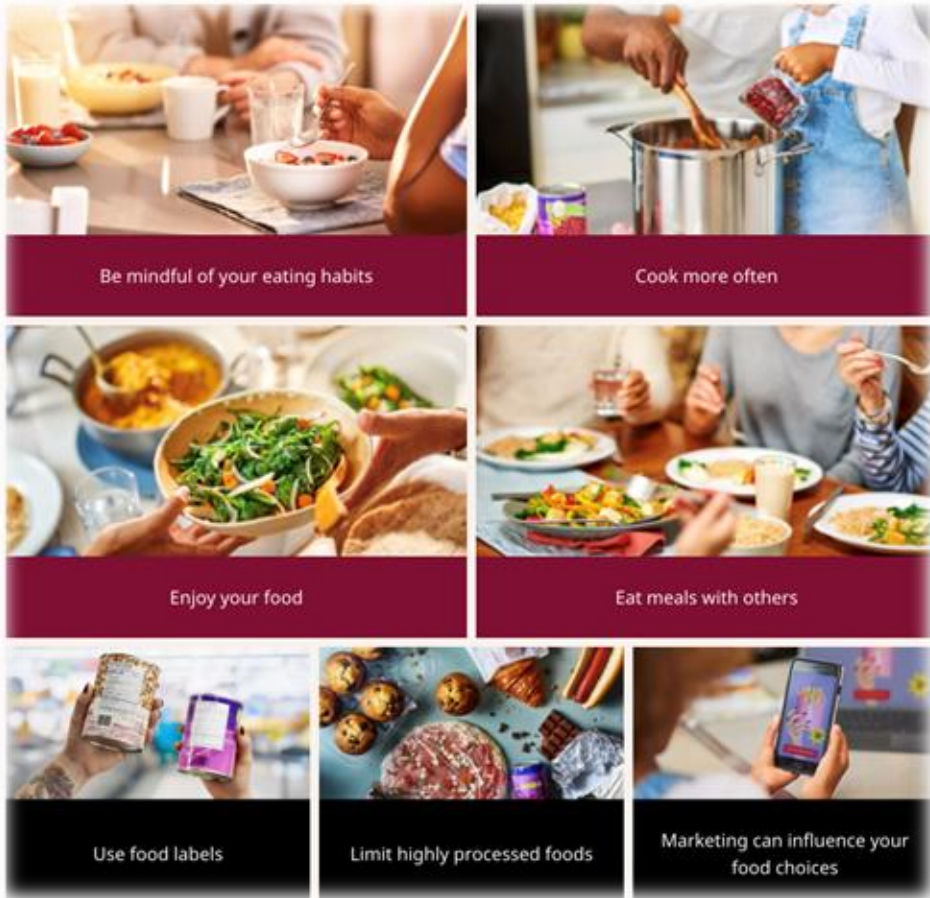 Be mindful of your eating habits
Cook more often
Enjoy your food
Eat meals with others
Use food labels
Limit highly processed foods
Marketing can influence your
food choices